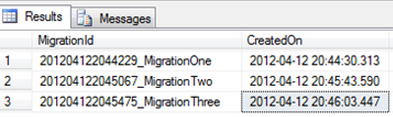 Results Messages
MigrationId CreatedOn
1 201204122044229_MigrationOne 2012-04-12 20:44:30.313
2 201204122045067_MigrationTwo 2012-04-12 20:45:43.590
3 201204122045475_MigrationThree 2012-04-12 20:46:03.447